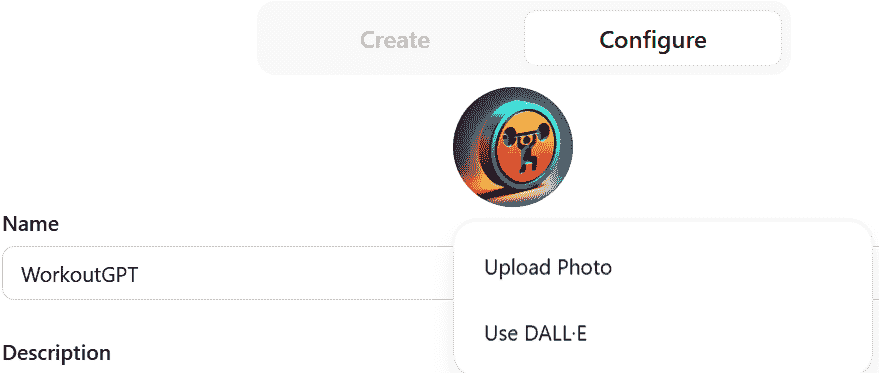 Create
Configure
Name
WorkoutGPT
Upload Photo
Use DALL·E
Description